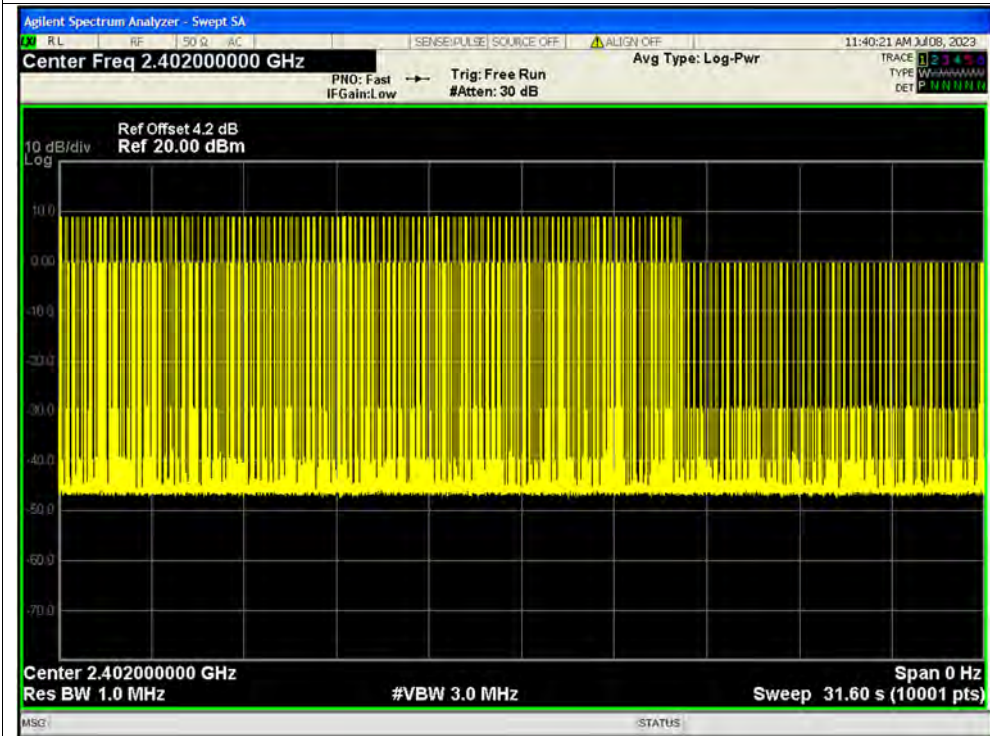 Agilent Spectrum Analyzer - Swept SA
RL RF 50 Ω AC SENSE:PULSE SOURCE OFF ALIGN OFF 11:40:21 AM Jul 08, 2023
Center Freq 2.402000000 GHz
PNO: Fast
IFGain:Low
Trig: Free Run
#Atten: 30 dB
Avg Type: Log-Pwr
TRACE 1 2 3 4 5 6
TYPE
DET P N N N N N
Ref Offset 4.2 dB
10 dB/div Ref 20.00 dBm
Log
10.0
0.00
-10.0
-20.0
-30.0
-40.0
-50.0
-60.0
-70.0
Center 2.402000000 GHz Span 0 Hz
Res BW 1.0 MHz #VBW 3.0 MHz Sweep 31.60 s (10001 pts)
MSG STATUS